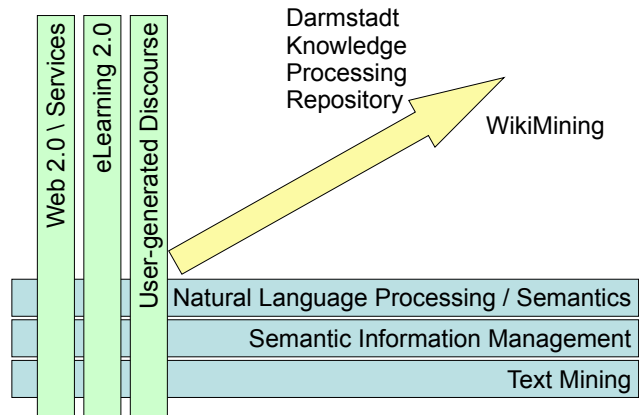 Web 2.0 \ Services
eLearning 2.0
User-generated Discourse
Darmstadt
Knowledge
Processing
Repository
WikiMining
Natural Language Processing / Semantics
Semantic Information Management
Text Mining